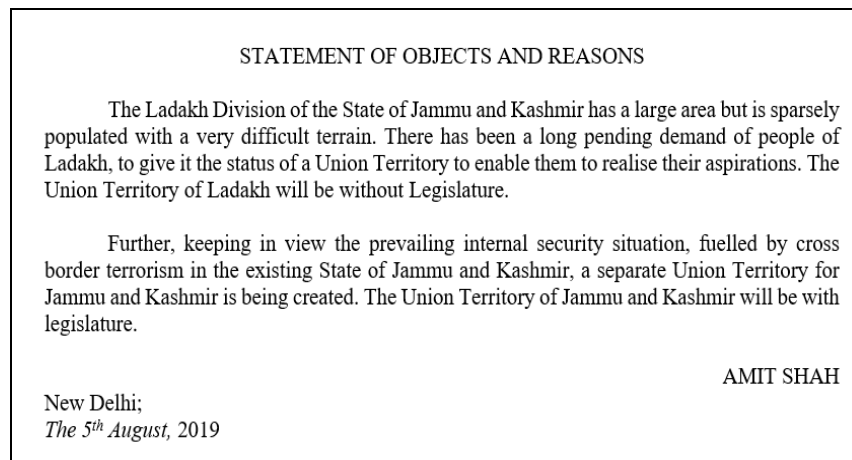 STATEMENT OF OBJECTS AND REASONS
The Ladakh Division of the State of Jammu and Kashmir has a large area but is sparsely
populated with a very difficult terrain. There has been a long pending demand of people of
Ladakh, to give it the status of a Union Territory to enable them to realise their aspirations. The
Union Territory of Ladakh will be without Legislature.
Further, keeping in view the prevailing internal security situation, fuelled by cross
border terrorism in the existing State of Jammu and Kashmir, a separate Union Territory for
Jammu and Kashmir is being created. The Union Territory of Jammu and Kashmir will be with
legislature.
AMIT SHAH
New Delhi;
The 5th August, 2019